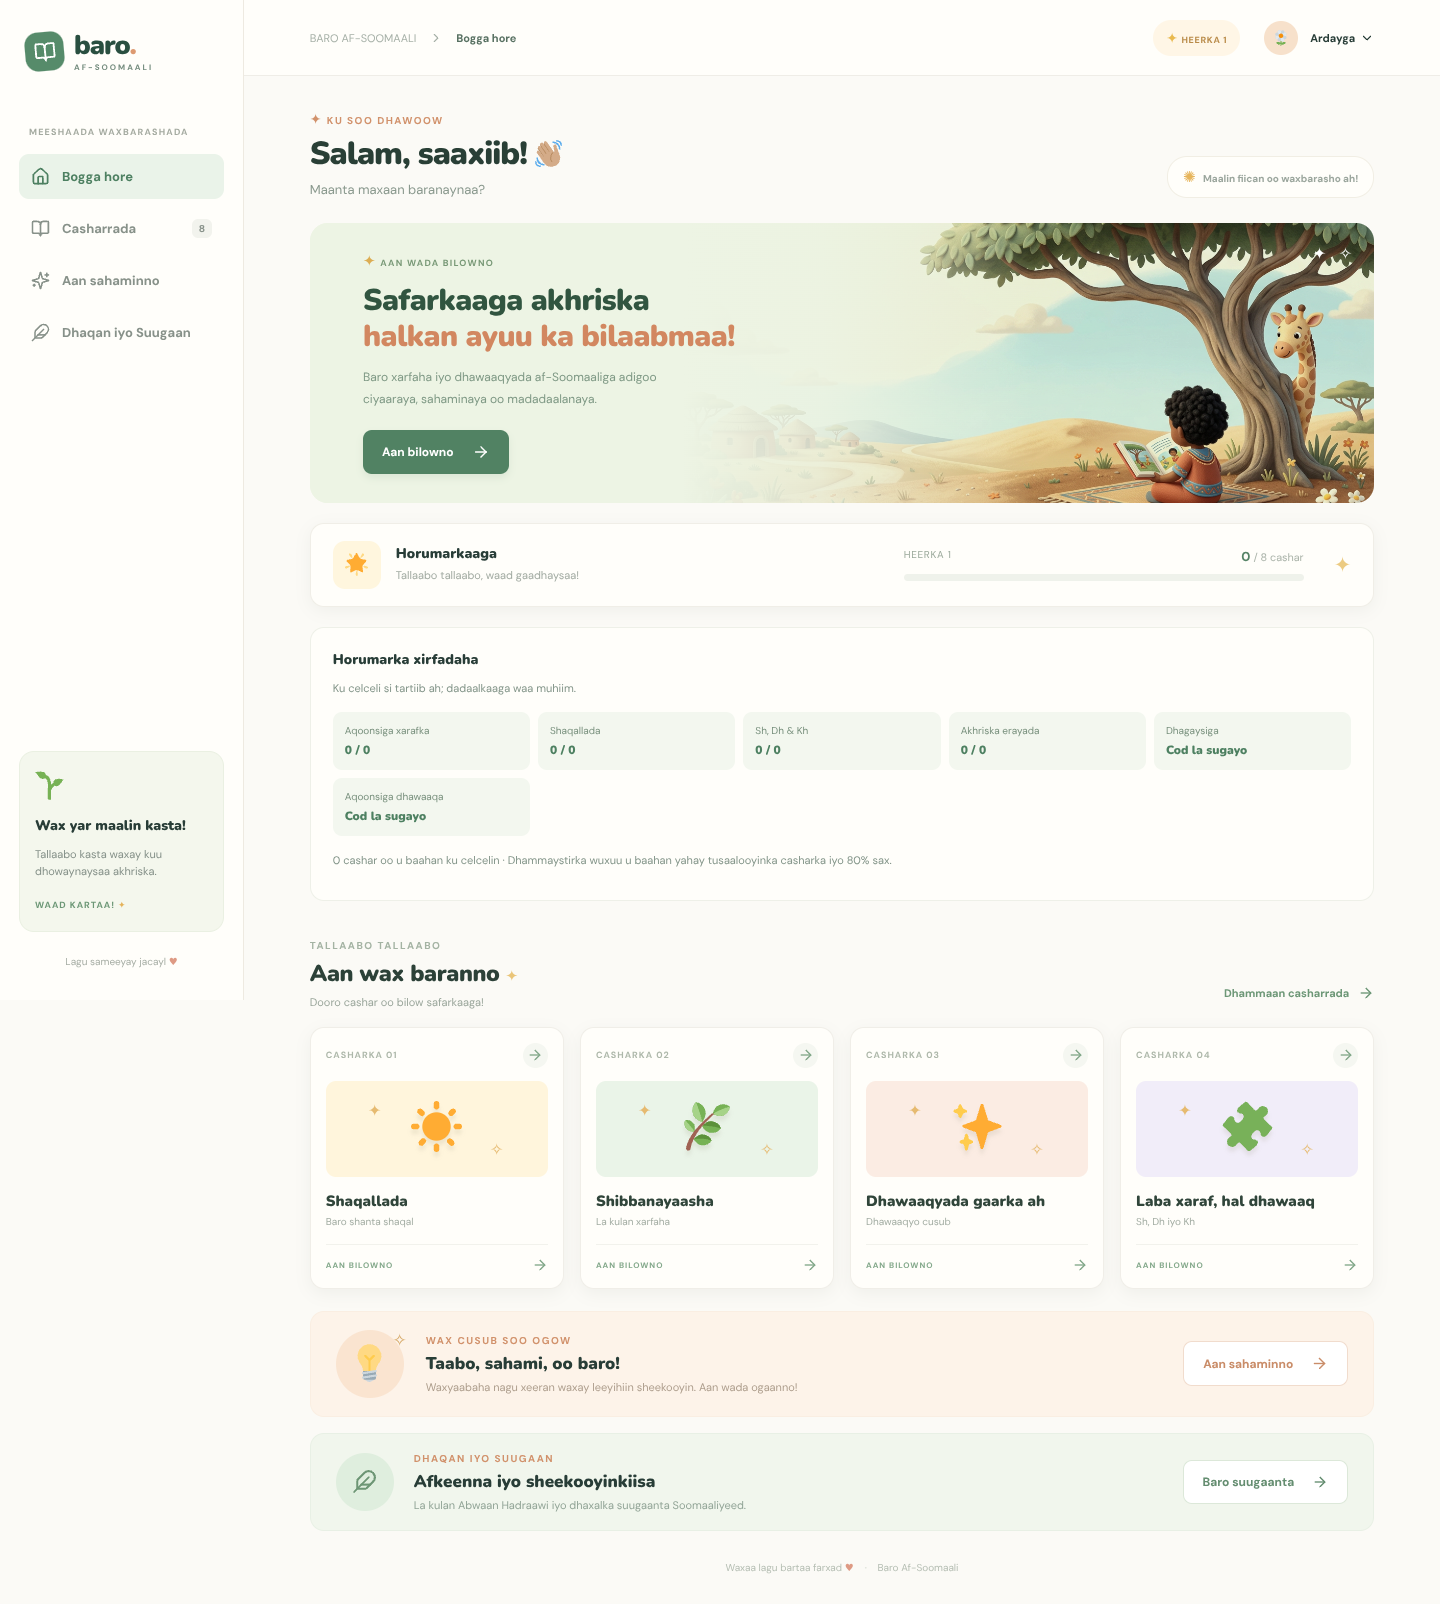 baro.
AF-SOOMAALI
MEESHAADA WAXBARASHADA
Bogga hore
Casharrada 8
Aan sahaminno
Dhaqan iyo Suugaan
Wax yar maalin kasta!
Tallaabo kasta waxay kuu
dhowaynaysaa akhriska.
WAAD KARTAA!
Lagu sameeyay jacayl ♥
BARO AF-SOOMAALI > Bogga hore
HEERKA 1
Ardayga
KU SOO DHAWOOW
Salam, saaxiib! 👋🏽
Maanta maxaan baranaynaa?
Maalin fiican oo waxbarasho ah!
AAN WADA BILOWNO
Safarkaaga akhriska
halkan ayuu ka bilaabmaa!
Baro xarfaha iyo dhawaaqyada af-Soomaaliga adigoo
ciyaaraya, sahaminaya oo madadaalanaya.
Aan bilowno →
Horumarkaaga
Tallaabo tallaabo, waad gaadhaysaa!
HEERKA 1
0 / 8 cashar
Horumarka xirfadaha
Ku celceli si tartiib ah; dadaalkaaga waa muhiim.
Aqoonsiga xarafka
0 / 0
Shaqallada
0 / 0
Sh, Dh & Kh
0 / 0
Akhriska erayada
0 / 0
Dhagaysiga
Cod la sugayo
Aqoonsiga dhawaaqa
Cod la sugayo
0 cashar oo u baahan ku celcelin · Dhammaystirka wuxuu u baahan yahay tusaalooyinka casharka iyo 80% sax.
TALLAABO TALLAABO
Aan wax baranno
Dooro cashar oo bilow safarkaaga!
Dhammaan casharrada →
CASHARKA 01
Shaqallada
Baro shanta shaqal
AAN BILOWNO →
CASHARKA 02
Shibbanayaasha
La kulan xarfaha
AAN BILOWNO →
CASHARKA 03
Dhawaaqyada gaarka ah
Dhawaaqyo cusub
AAN BILOWNO →
CASHARKA 04
Laba xaraf, hal dhawaaq
Sh, Dh iyo Kh
AAN BILOWNO →
WAX CUSUB SOO OGOW
Taabo, sahami, oo baro!
Waxyaabaha nagu xeeran waxay leeyihiin sheekooyin. Aan wada ogaanno!
Aan sahaminno →
DHAQAN IYO SUUGAAN
Afkeenna iyo sheekooyinkiisa
La kulan Abwaan Hadraawi iyo dhaxalka suugaanta Soomaaliyeed.
Baro suugaanta →
Waxaa lagu bartaa farxad ♥ · Baro Af-Soomaali